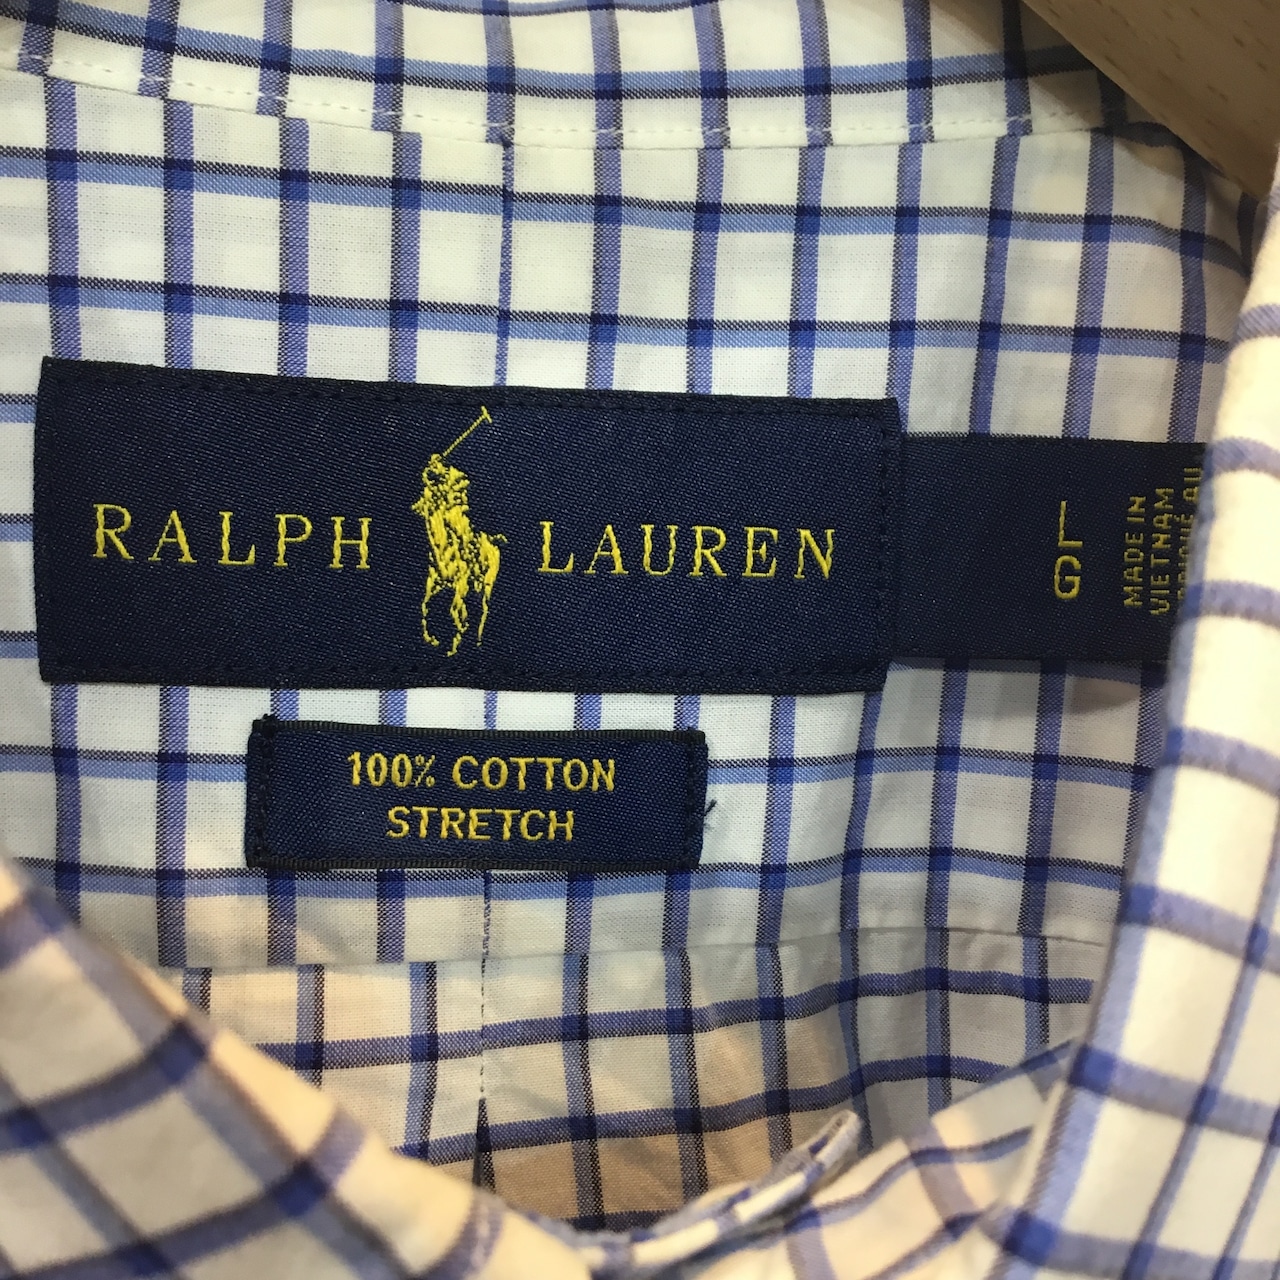 RALPH LAUREN
L
G
MADE IN
VIETNAM
100% COTTON
STRETCH